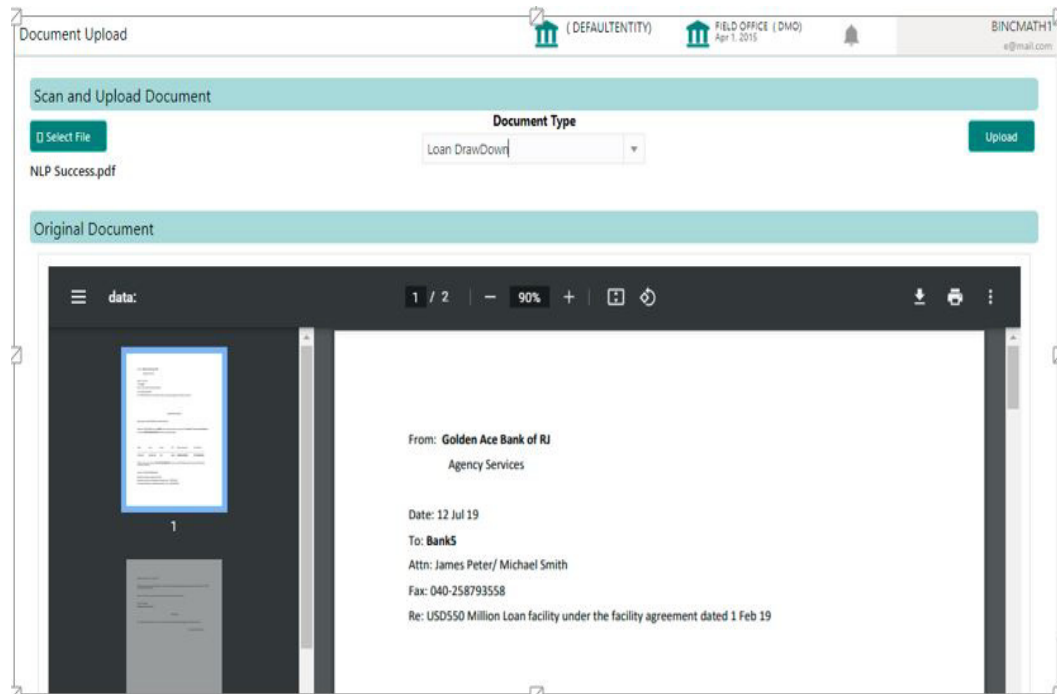 Document Upload
( DEFAULTENTITY)
FIELD OFFICE ( DMO)
Apr 1, 2015
BINCMATH1
e@mail.com
Scan and Upload Document
Select File
Document Type
Loan DrawDown
Upload
NLP Success.pdf
Original Document
data:
1 / 2
90%
1
From: Golden Ace Bank of RJ
Agency Services
Date: 12 Jul 19
To: Bank5
Attn: James Peter/ Michael Smith
Fax: 040-258793558
Re: USD550 Million Loan facility under the facility agreement dated 1 Feb 19